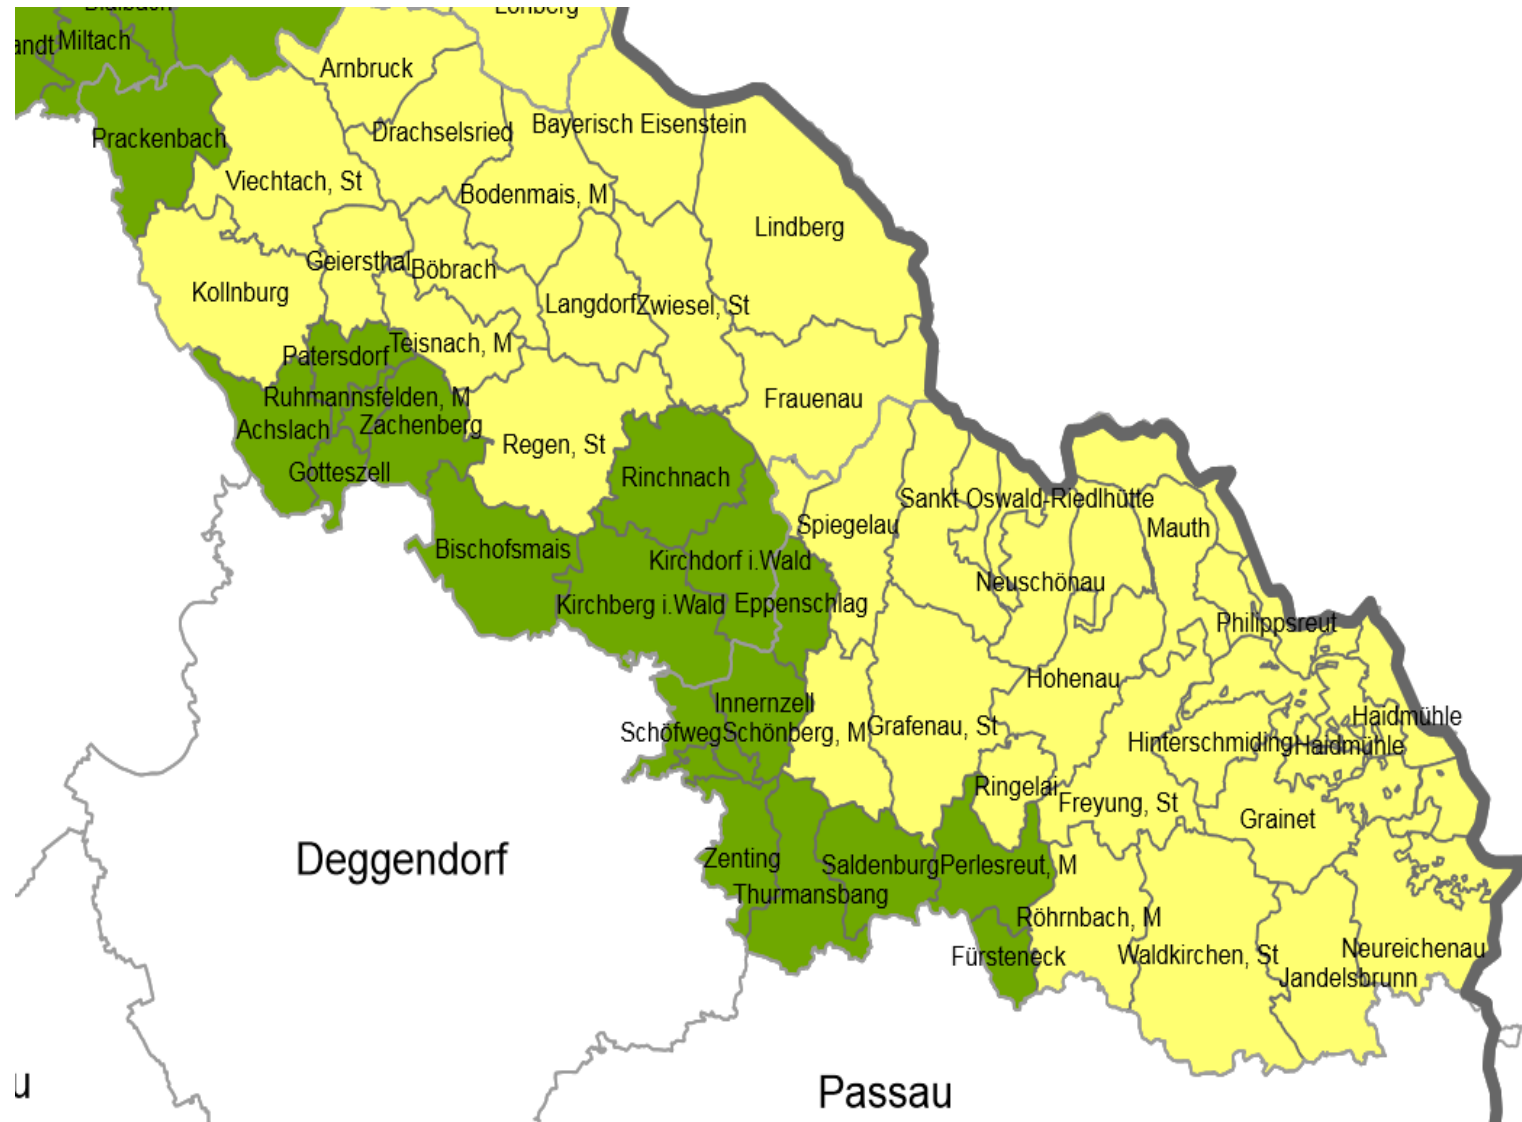 Lohberg
Miltach
Arnbruck
Prackenbach
Drachselsried
Bayerisch Eisenstein
Viechtach, St
Bodenmais, M
Lindberg
Geiersthal
Böbrach
Kollnburg
Langdorf
Zwiesel, St
Patersdorf
Teisnach, M
Ruhmannsfelden, M
Frauenau
Achslach
Zachenberg
Regen, St
Gotteszell
Rinchnach
Sankt Oswald-Riedlhütte
Spiegelau
Mauth
Bischofsmais
Kirchdorf i.Wald
Neuschönau
Kirchberg i.Wald
Eppenschlag
Philippsreut
Hohenau
Innernzell
Schöfweg
Schönberg, M
Grafenau, St
Haidmühle
Hinterschmiding
Haidmühle
Ringelai
Freyung, St
Grainet
Deggendorf
Zenting
Saldenburg
Perlesreut, M
Thurmansbang
Röhrnbach, M
Fürsteneck
Waldkirchen, St
Neureichenau
Jandelsbrunn
Passau